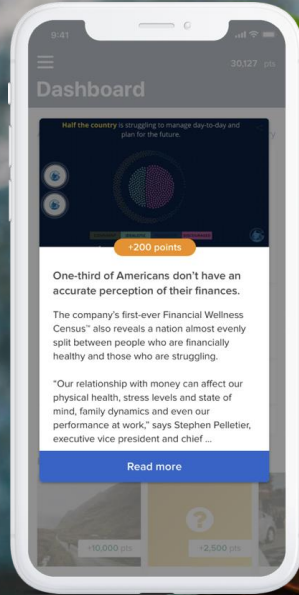 9:41
30,127 pts
Dashboard
Half the country is struggling to manage day-to-day and
plan for the future.
+200 points
One-third of Americans don’t have an
accurate perception of their finances.
The company’s first-ever Financial Wellness
Census™ also reveals a nation almost evenly
split between people who are financially
healthy and those who are struggling.
“Our relationship with money can affect our
physical health, stress levels and state of
mind, family dynamics and even our
performance at work,” says Stephen Pelletier,
executive vice president and chief ...
Read more
?
+10,000 pts
+2,500 pts